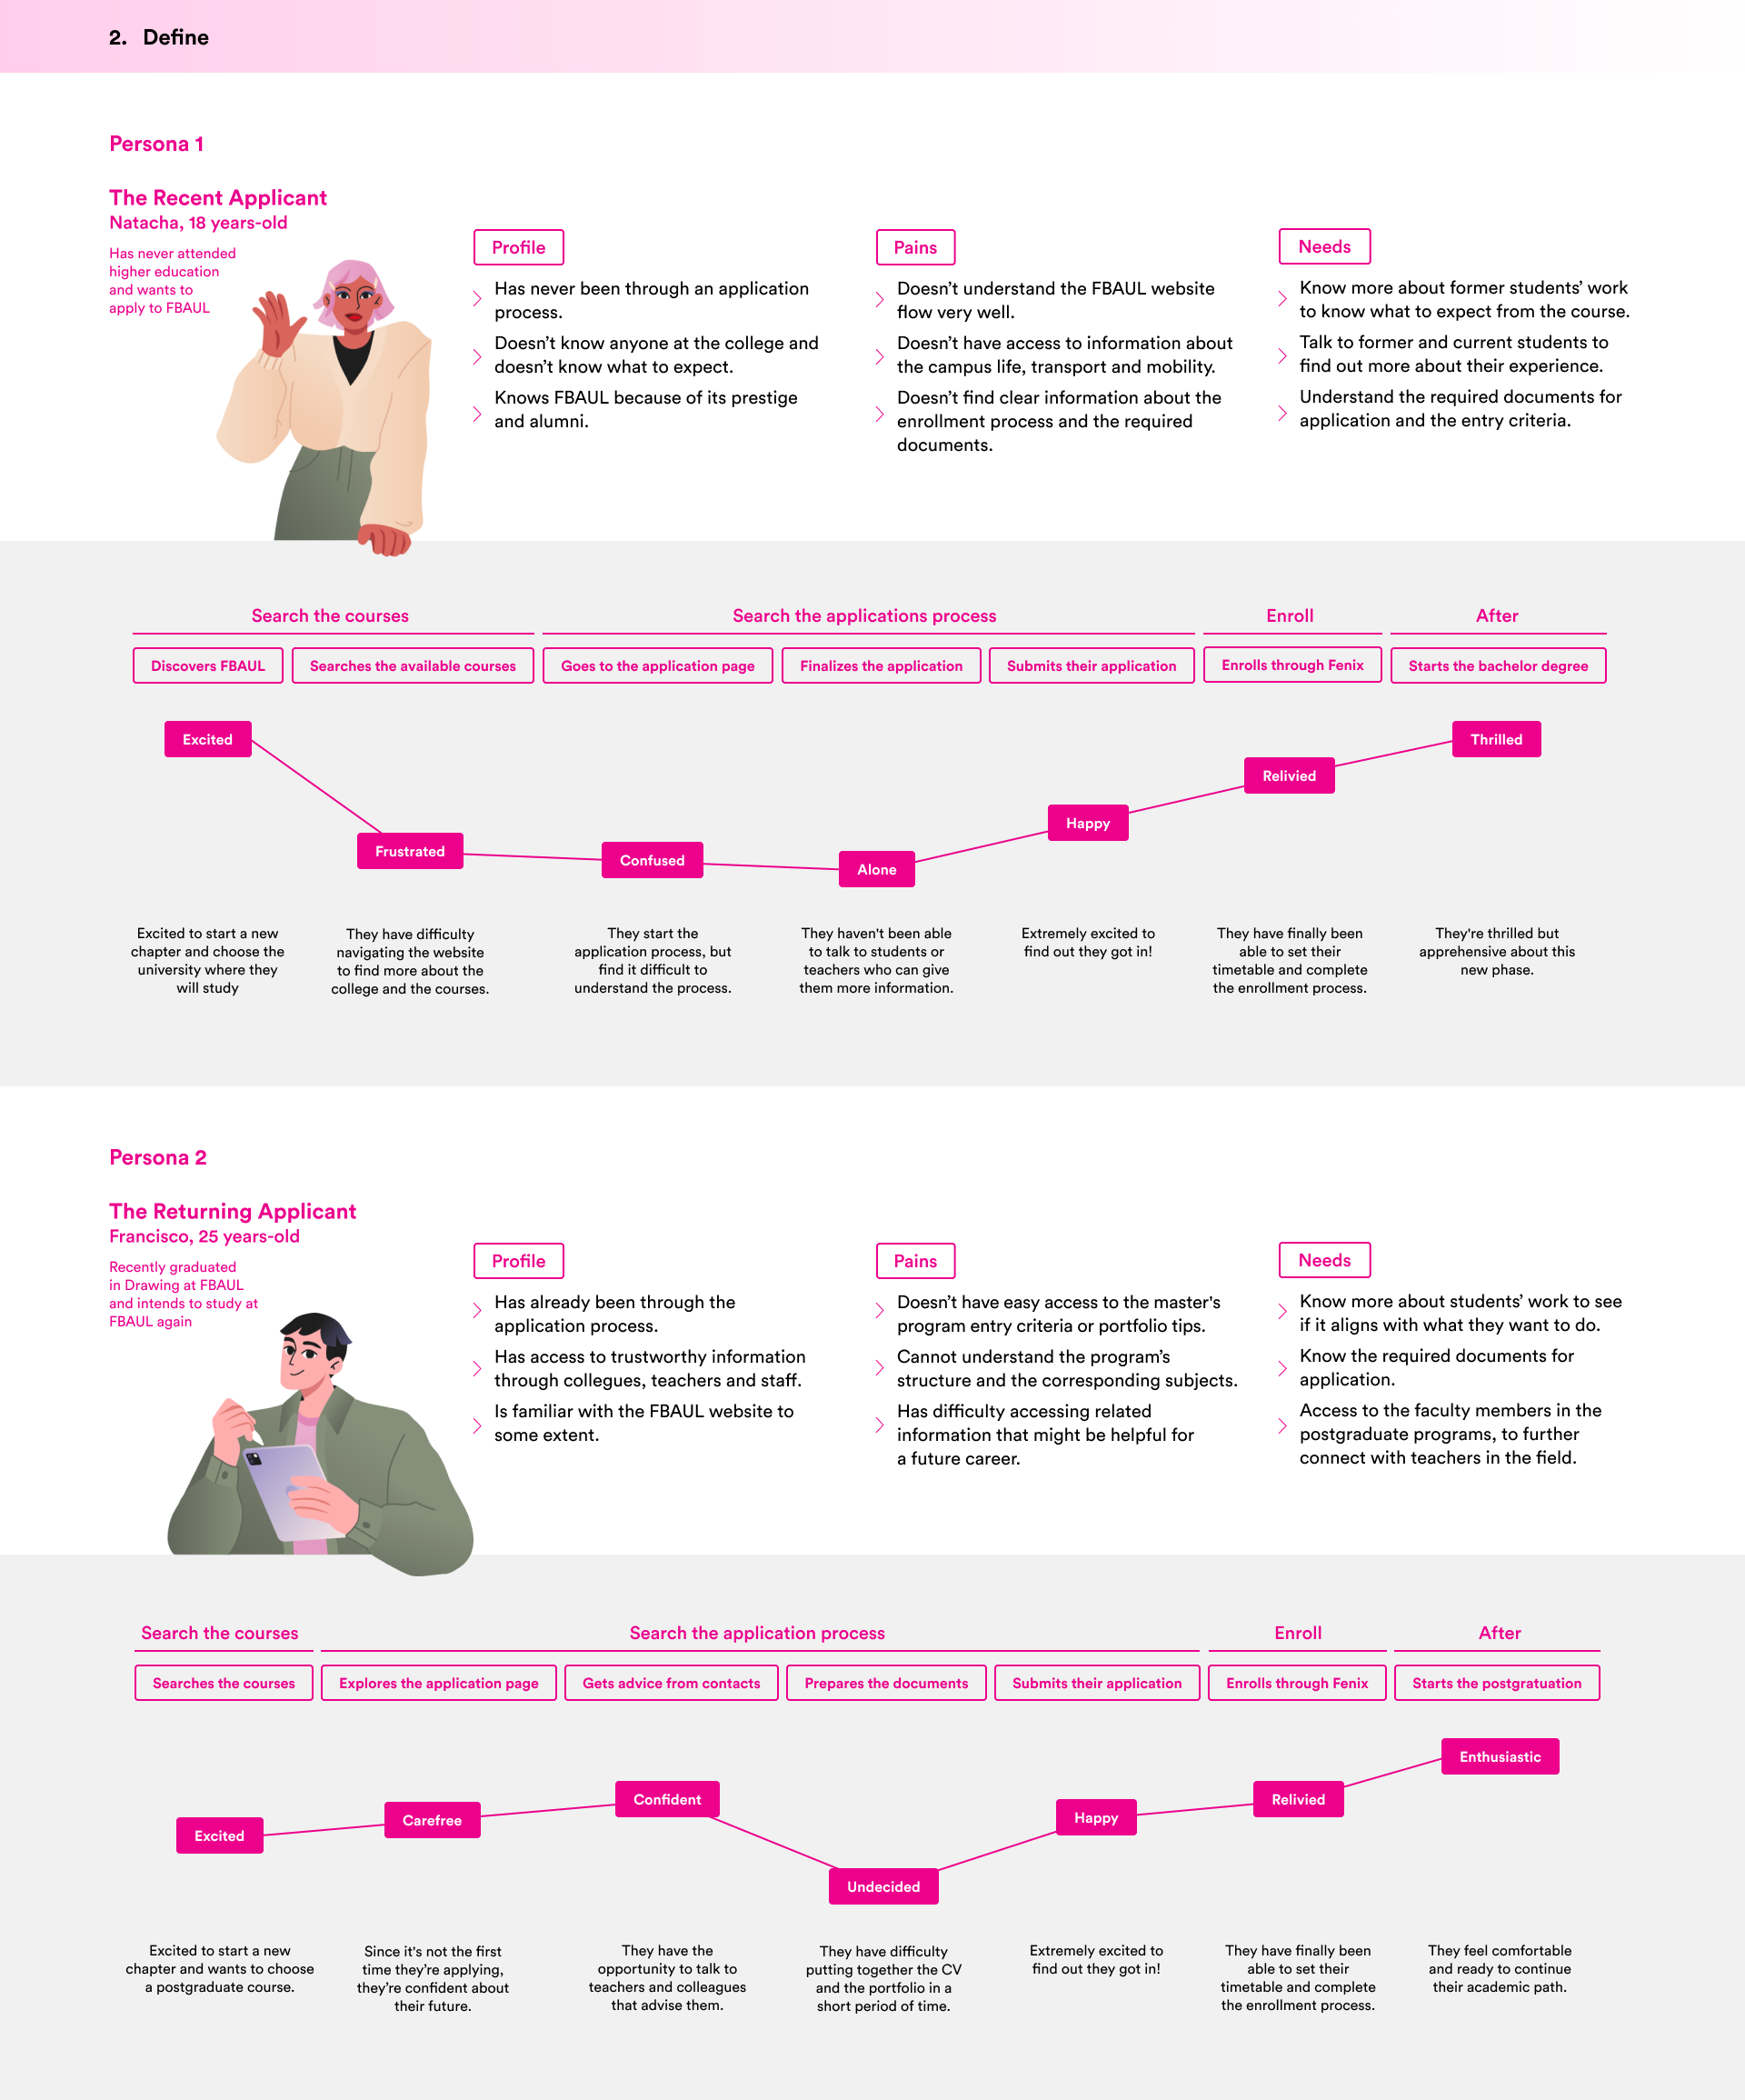 2. Define
Persona 1
The Recent Applicant
Natacha, 18 years-old
Has never attended
higher education
and wants to
apply to FBAUL
Profile
Has never been through an application
process.
Doesn’t know anyone at the college and
doesn’t know what to expect.
Knows FBAUL because of its prestige
and alumni.
Pains
Doesn’t understand the FBAUL website
flow very well.
Doesn’t have access to information about
the campus life, transport and mobility.
Doesn’t find clear information about the
enrollment process and the required
documents.
Needs
Know more about former students’ work
to know what to expect from the course.
Talk to former and current students to
find out more about their experience.
Understand the required documents for
application and the entry criteria.
Search the courses
Search the applications process
Enroll
After
Discovers FBAUL
Searches the available courses
Goes to the application page
Finalizes the application
Submits their application
Enrolls through Fenix
Starts the bachelor degree
Excited
Frustrated
Confused
Alone
Happy
Relivied
Thrilled
Excited to start a new
chapter and choose the
university where they
will study
They have difficulty
navigating the website
to find more about the
college and the courses.
They start the
application process, but
find it difficult to
understand the process.
They haven't been able
to talk to students or
teachers who can give
them more information.
Extremely excited to
find out they got in!
They have finally been
able to set their
timetable and complete
the enrollment process.
They're thrilled but
apprehensive about this
new phase.
Persona 2
The Returning Applicant
Francisco, 25 years-old
Recently graduated
in Drawing at FBAUL
and intends to study at
FBAUL again
Profile
Has already been through the
application process.
Has access to trustworthy information
through collegues, teachers and staff.
Is familiar with the FBAUL website to
some extent.
Pains
Doesn’t have easy access to the master's
program entry criteria or portfolio tips.
Cannot understand the program’s
structure and the corresponding subjects.
Has difficulty accessing related
information that might be helpful for
a future career.
Needs
Know more about students’ work to see
if it aligns with what they want to do.
Know the required documents for
application.
Access to the faculty members in the
postgraduate programs, to further
connect with teachers in the field.
Search the courses
Search the application process
Enroll
After
Searches the courses
Explores the application page
Gets advice from contacts
Prepares the documents
Submits their application
Enrolls through Fenix
Starts the postgratuation
Excited
Carefree
Confident
Undecided
Happy
Relivied
Enthusiastic
Excited to start a new
chapter and wants to choose
a postgraduate course.
Since it's not the first
time they’re applying,
they’re confident about
their future.
They have the
opportunity to talk to
teachers and colleagues
that advise them.
They have difficulty
putting together the CV
and the portfolio in a
short period of time.
Extremely excited to
find out they got in!
They have finally been
able to set their
timetable and complete
the enrollment process.
They feel comfortable
and ready to continue
their academic path.